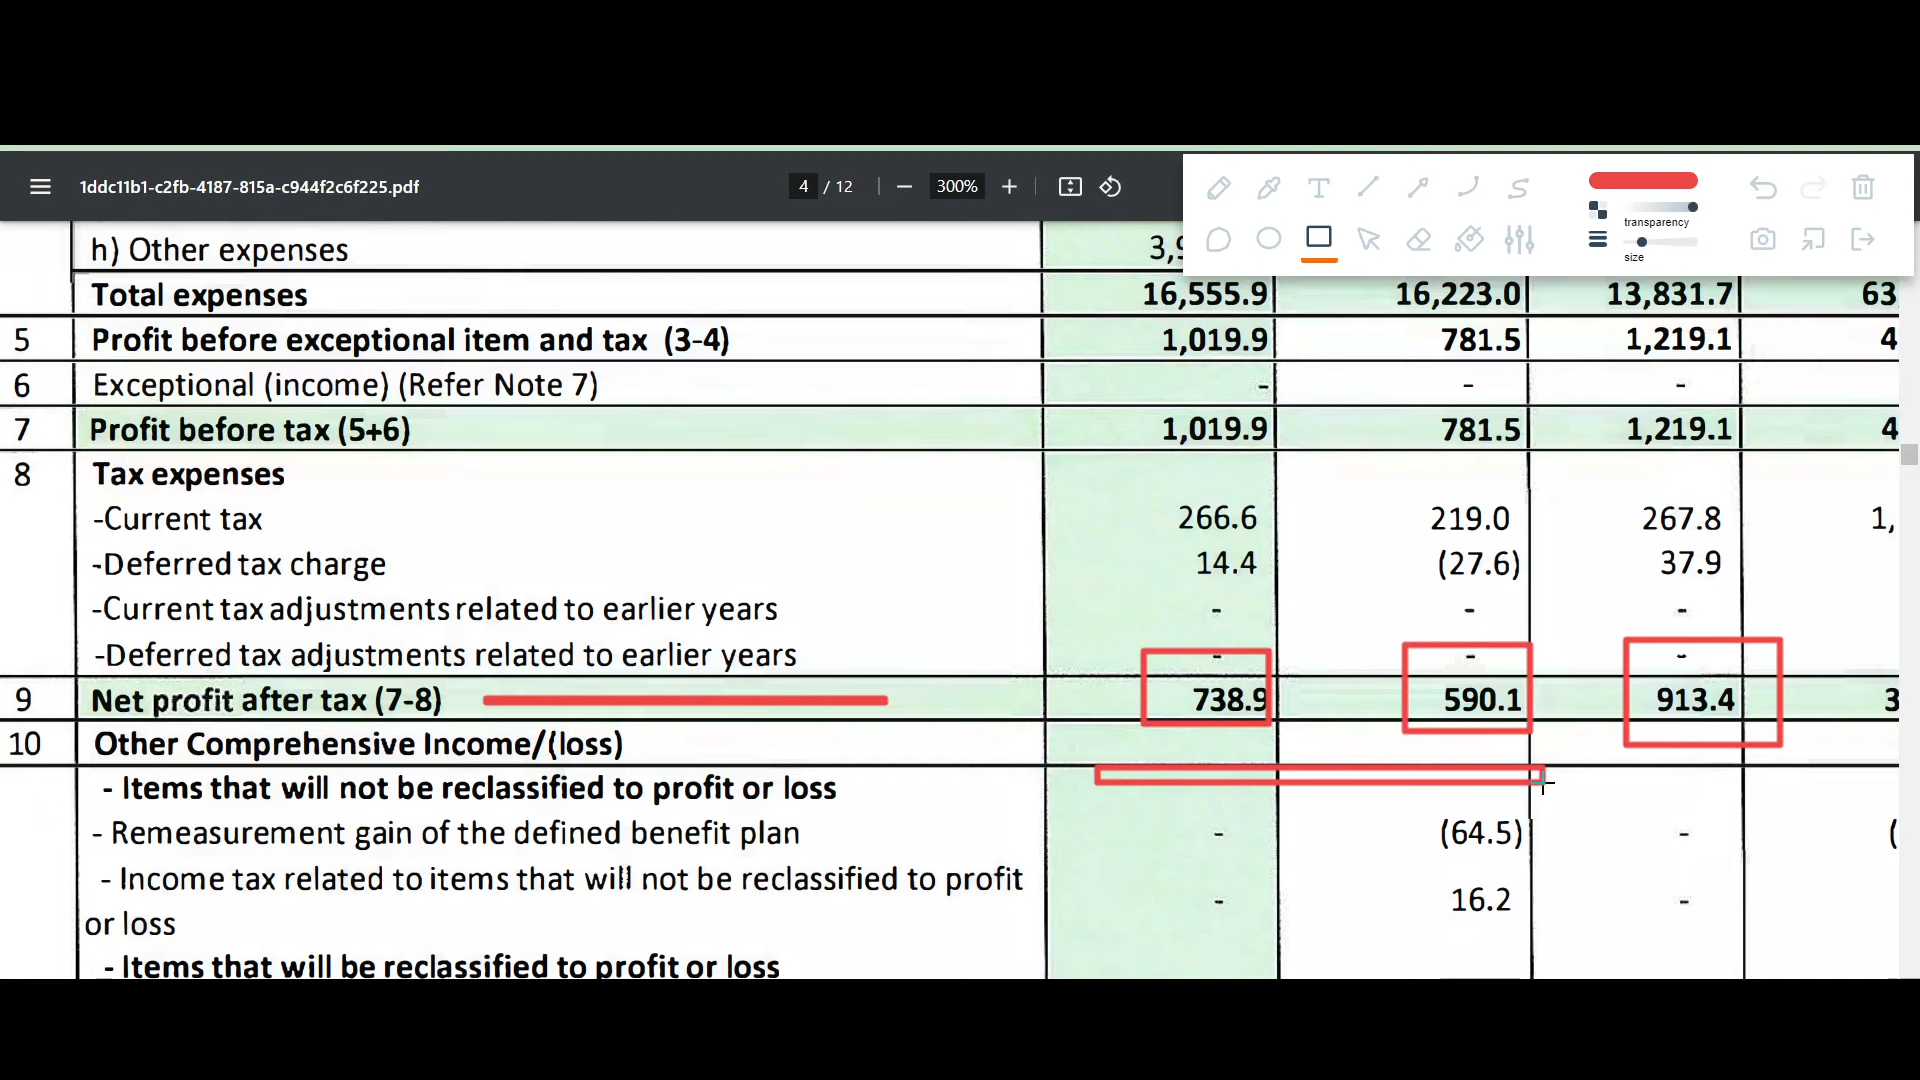 1ddc11b1-c2fb-4187-815a-c944f2c6f225.pdf 4 / 12 300%
transparency
size
h) Other expenses
Total expenses 16,555.9 16,223.0 13,831.7 63
5 Profit before exceptional item and tax (3-4) 1,019.9 781.5 1,219.1 4
6 Exceptional (income) (Refer Note 7) - - -
7 Profit before tax (5+6) 1,019.9 781.5 1,219.1 4
8 Tax expenses
-Current tax 266.6 219.0 267.8 1,
-Deferred tax charge 14.4 (27.6) 37.9
-Current tax adjustments related to earlier years - - -
-Deferred tax adjustments related to earlier years - - -
9 Net profit after tax (7-8) 738.9 590.1 913.4 3
10 Other Comprehensive Income/(loss)
- Items that will not be reclassified to profit or loss
- Remeasurement gain of the defined benefit plan - (64.5) - (
- Income tax related to items that will not be reclassified to profit
or loss - 16.2 -
- Items that will be reclassified to profit or loss